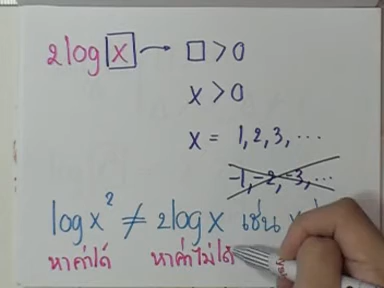 2log x → □ > 0
x > 0
x = 1, 2, 3, ...
-1, -2, -3, ...
log x² ≠ 2log x เช่น
หาค่าได้ หาค่าไม่ได้